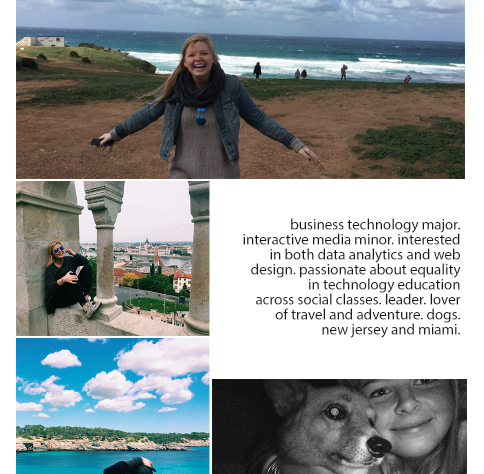 business technology major.
interactive media minor. interested
in both data analytics and web
design. passionate about equality
in technology education
across social classes. leader. lover
of travel and adventure. dogs.
new jersey and miami.